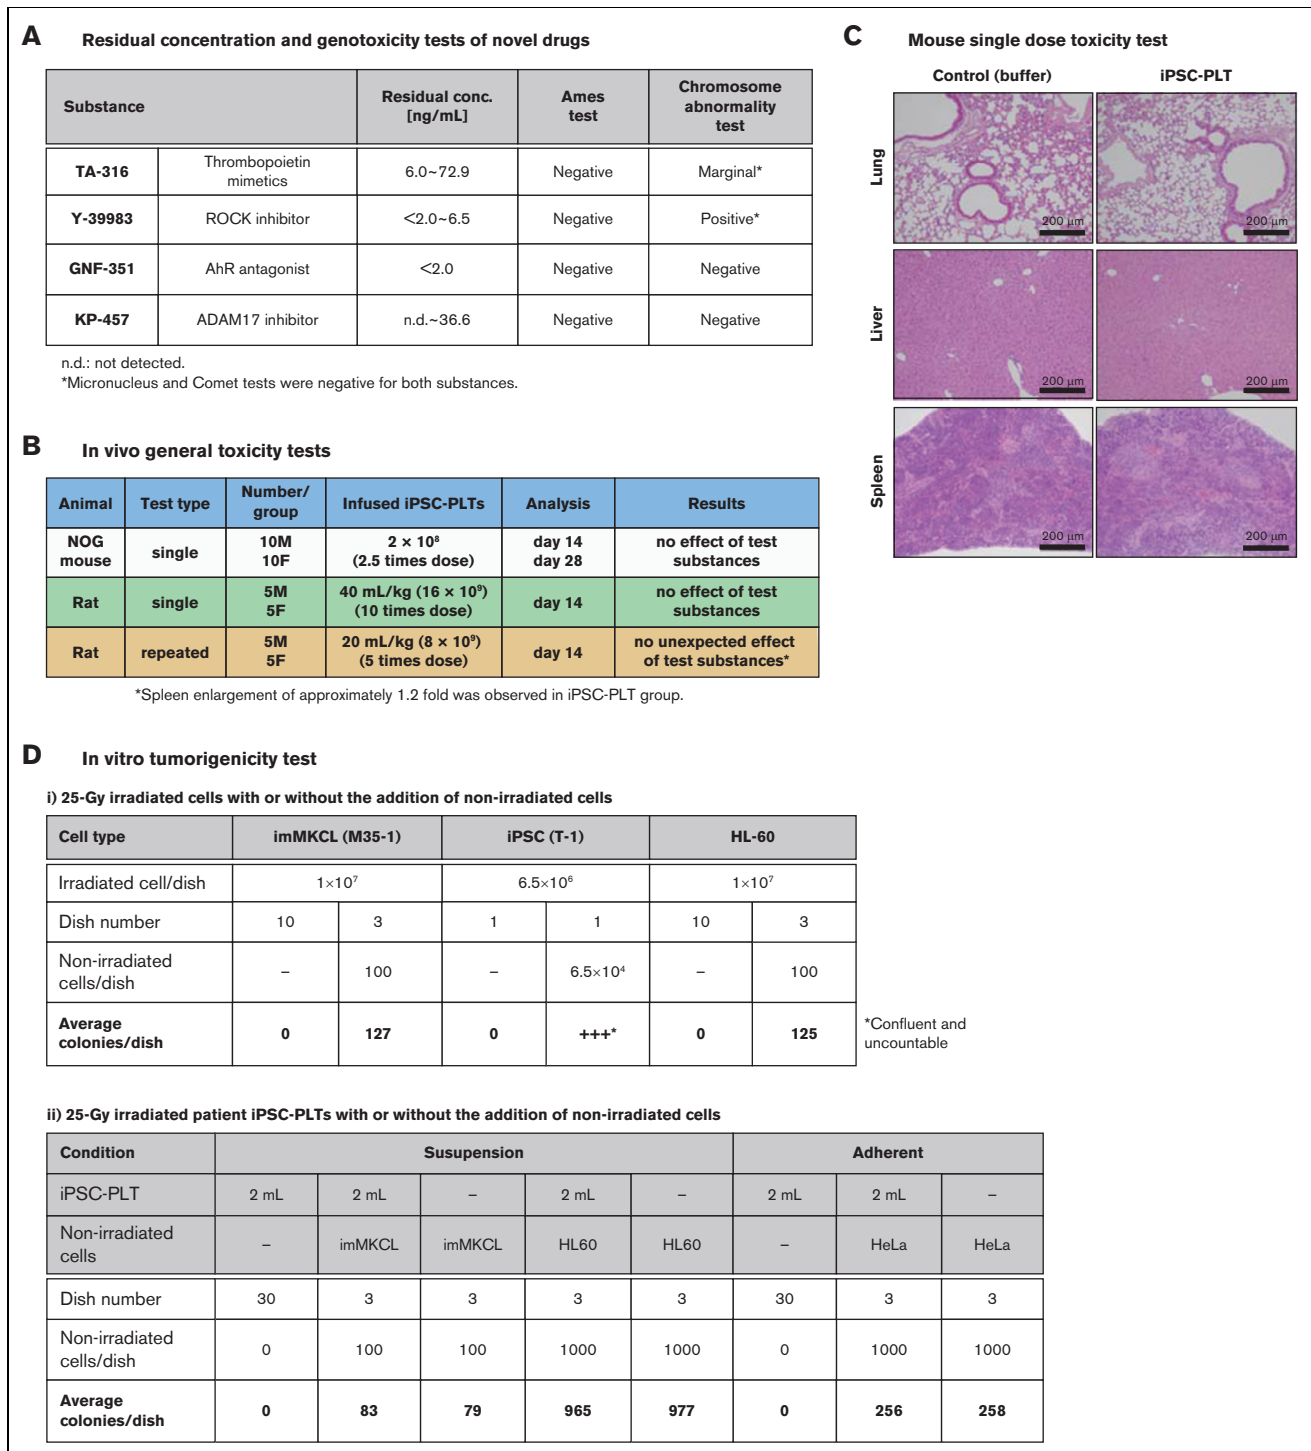 A Residual concentration and genotoxicity tests of novel drugs
Substance
Residual conc.
[ng/mL]
Ames
test
Chromosome
abnormality
test
TA-316
Thrombopoietin
mimetics
6.0~72.9
Negative
Marginal*
Y-39983
ROCK inhibitor
<2.0~6.5
Negative
Positive*
GNF-351
AhR antagonist
<2.0
Negative
Negative
KP-457
ADAM17 inhibitor
n.d.~36.6
Negative
Negative
n.d.: not detected.
*Micronucleus and Comet tests were negative for both substances.
B In vivo general toxicity tests
Animal
Test type
Number/
group
Infused iPSC-PLTs
Analysis
Results
NOG
mouse
single
10M
10F
2 × 10⁸
(2.5 times dose)
day 14
day 28
no effect of test
substances
Rat
single
5M
5F
40 mL/kg (16 × 10⁹)
(10 times dose)
day 14
no effect of test
substances
Rat
repeated
5M
5F
20 mL/kg (8 × 10⁹)
(5 times dose)
day 14
no unexpected effect
of test substances*
*Spleen enlargement of approximately 1.2 fold was observed in iPSC-PLT group.
C Mouse single dose toxicity test
Control (buffer)
iPSC-PLT
Lung
200 µm
200 µm
Liver
200 µm
200 µm
Spleen
200 µm
200 µm
D In vitro tumorigenicity test
i) 25-Gy irradiated cells with or without the addition of non-irradiated cells
Cell type
imMKCL (M35-1)
iPSC (T-1)
HL-60
Irradiated cell/dish
1×10⁷
6.5×10⁶
1×10⁷
Dish number
10
3
1
1
10
3
Non-irradiated
cells/dish
–
100
–
6.5×10⁴
–
100
Average
colonies/dish
0
127
0
+++*
0
125
*Confluent and
uncountable
ii) 25-Gy irradiated patient iPSC-PLTs with or without the addition of non-irradiated cells
Condition
Susupension
Adherent
iPSC-PLT
2 mL
2 mL
–
2 mL
–
2 mL
2 mL
–
Non-irradiated
cells
–
imMKCL
imMKCL
HL60
HL60
–
HeLa
HeLa
Dish number
30
3
3
3
3
30
3
3
Non-irradiated
cells/dish
0
100
100
1000
1000
0
1000
1000
Average
colonies/dish
0
83
79
965
977
0
256
258